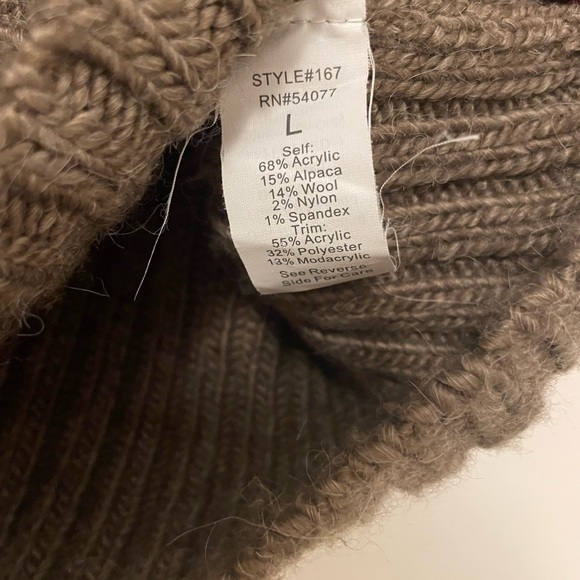 STYLE#167
RN#54077
L
Self:
68% Acrylic
15% Alpaca
14% Wool
2% Nylon
1% Spandex
Trim:
55% Acrylic
32% Polyester
13% Modacrylic
See Reverse
Side For Care